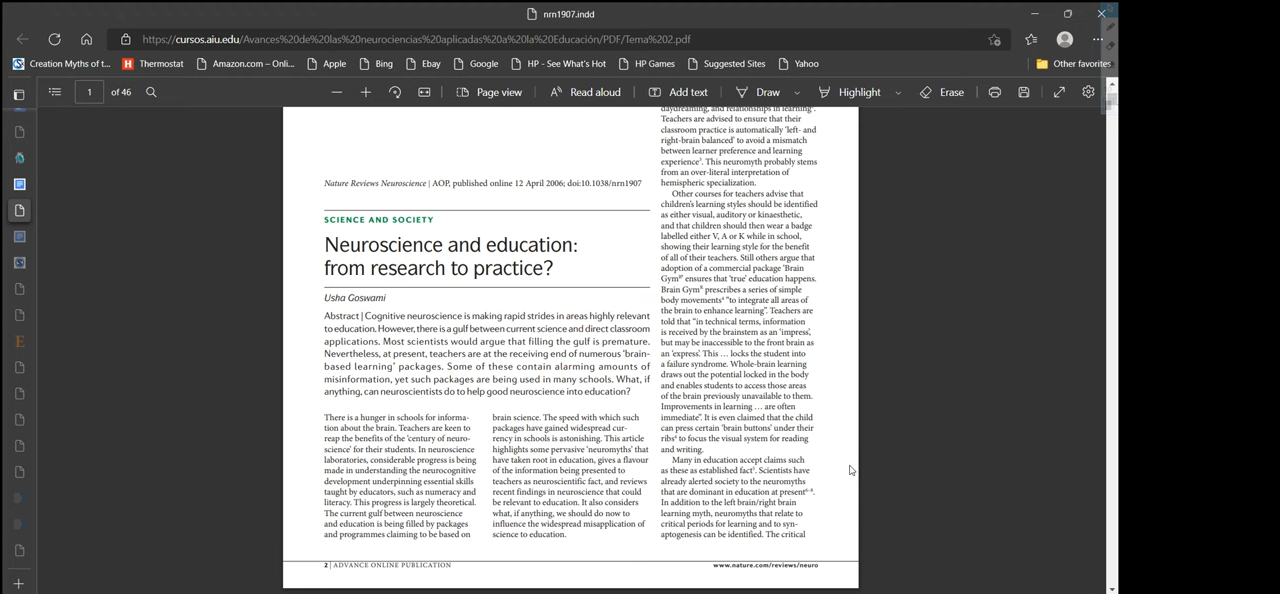 nrn1907.indd
https://cursos.aiu.edu/Avances%20de%20las%20neurociencias%20aplicadas%20a%20la%20Educación/PDF/Tema%202.pdf
Creation Myths of t... Thermostat Amazon.com – Onli... Apple Bing Ebay Google HP - See What's Hot HP Games Suggested Sites Yahoo Other favorites
1 of 46 Page view Read aloud Add text Draw Highlight Erase
Nature Reviews Neuroscience | AOP, published online 12 April 2006; doi:10.1038/nrn1907
SCIENCE AND SOCIETY
Neuroscience and education:
from research to practice?
Usha Goswami
Abstract | Cognitive neuroscience is making rapid strides in areas highly relevant
to education. However, there is a gulf between current science and direct classroom
applications. Most scientists would argue that filling the gulf is premature.
Nevertheless, at present, teachers are at the receiving end of numerous 'brain-
based learning' packages. Some of these contain alarming amounts of
misinformation, yet such packages are being used in many schools. What, if
anything, can neuroscientists do to help good neuroscience into education?
There is a hunger in schools for informa-
tion about the brain. Teachers are keen to
reap the benefits of the 'century of neuro-
science' for their students. In neuroscience
laboratories, considerable progress is being
made in understanding the neurocognitive
development underpinning essential skills
taught by educators, such as numeracy and
literacy. This progress is largely theoretical.
The current gulf between neuroscience
and education is being filled by packages
and programmes claiming to be based on
brain science. The speed with which such
packages have gained widespread cur-
rency in schools is astonishing. This article
highlights some pervasive 'neuromyths' that
have taken root in education, gives a flavour
of the information being presented to
teachers as neuroscientific fact, and reviews
recent findings in neuroscience that could
be relevant to education. It also considers
what, if anything, we should do now to
influence the widespread misapplication of
science to education.
daydreaming, and relationships in learning.
Teachers are advised to ensure that their
classroom practice is automatically 'left- and
right-brain balanced' to avoid a mismatch
between learner preference and learning
experience³. This neuromyth probably stems
from an over-literal interpretation of
hemispheric specialization.
Other courses for teachers advise that
children's learning styles should be identified
as either visual, auditory or kinaesthetic,
and that children should then wear a badge
labelled either V, A or K while in school,
showing their learning style for the benefit
of all of their teachers. Still others argue that
adoption of a commercial package 'Brain
Gym®' ensures that 'true' education happens.
Brain Gym® prescribes a series of simple
body movements⁴ "to integrate all areas of
the brain to enhance learning". Teachers are
told that "in technical terms, information
is received by the brainstem as an 'impress',
but may be inaccessible to the front brain as
an 'express'. This ... locks the student into
a failure syndrome. Whole-brain learning
draws out the potential locked in the body
and enables students to access those areas
of the brain previously unavailable to them.
Improvements in learning ... are often
immediate". It is even claimed that the child
can press certain 'brain buttons' under their
ribs⁴ to focus the visual system for reading
and writing.
Many in education accept claims such
as these as established fact⁵. Scientists have
already alerted society to the neuromyths
that are dominant in education at present⁶⁻⁸.
In addition to the left brain/right brain
learning myth, neuromyths that relate to
critical periods for learning and to syn-
aptogenesis can be identified. The critical
2 | ADVANCE ONLINE PUBLICATION
www.nature.com/reviews/neuro